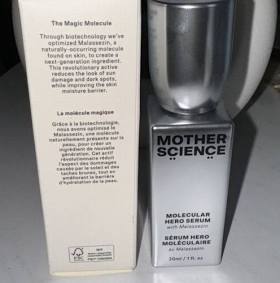 The Magic Molecule
Through biotechnology we've
optimized Malassezin, a
naturally-occurring molecule
found on skin, to create a
next-generation ingredient.
This revolutionary active
reduces the look of sun
damage and dark spots,
while improving the skin
moisture barrier.
La molécule magique
Grâce à la biotechnologie,
nous avons optimisé le
Malassezin, une molécule
naturellement présente sur la
peau, pour créer un
ingrédient de nouvelle
génération. Cet actif
révolutionnaire réduit
l'aspect des dommages
causés par le soleil et des
taches brunes, tout en
améliorant la barrière
d'hydratation de la peau.
FSC
MOTHER
SCIENCE
MOLECULAR
HERO SERUM
with Malassezin
SÉRUM HÉRO
MOLÉCULAIRE
au Malassezin
30ml / 1 fl. oz